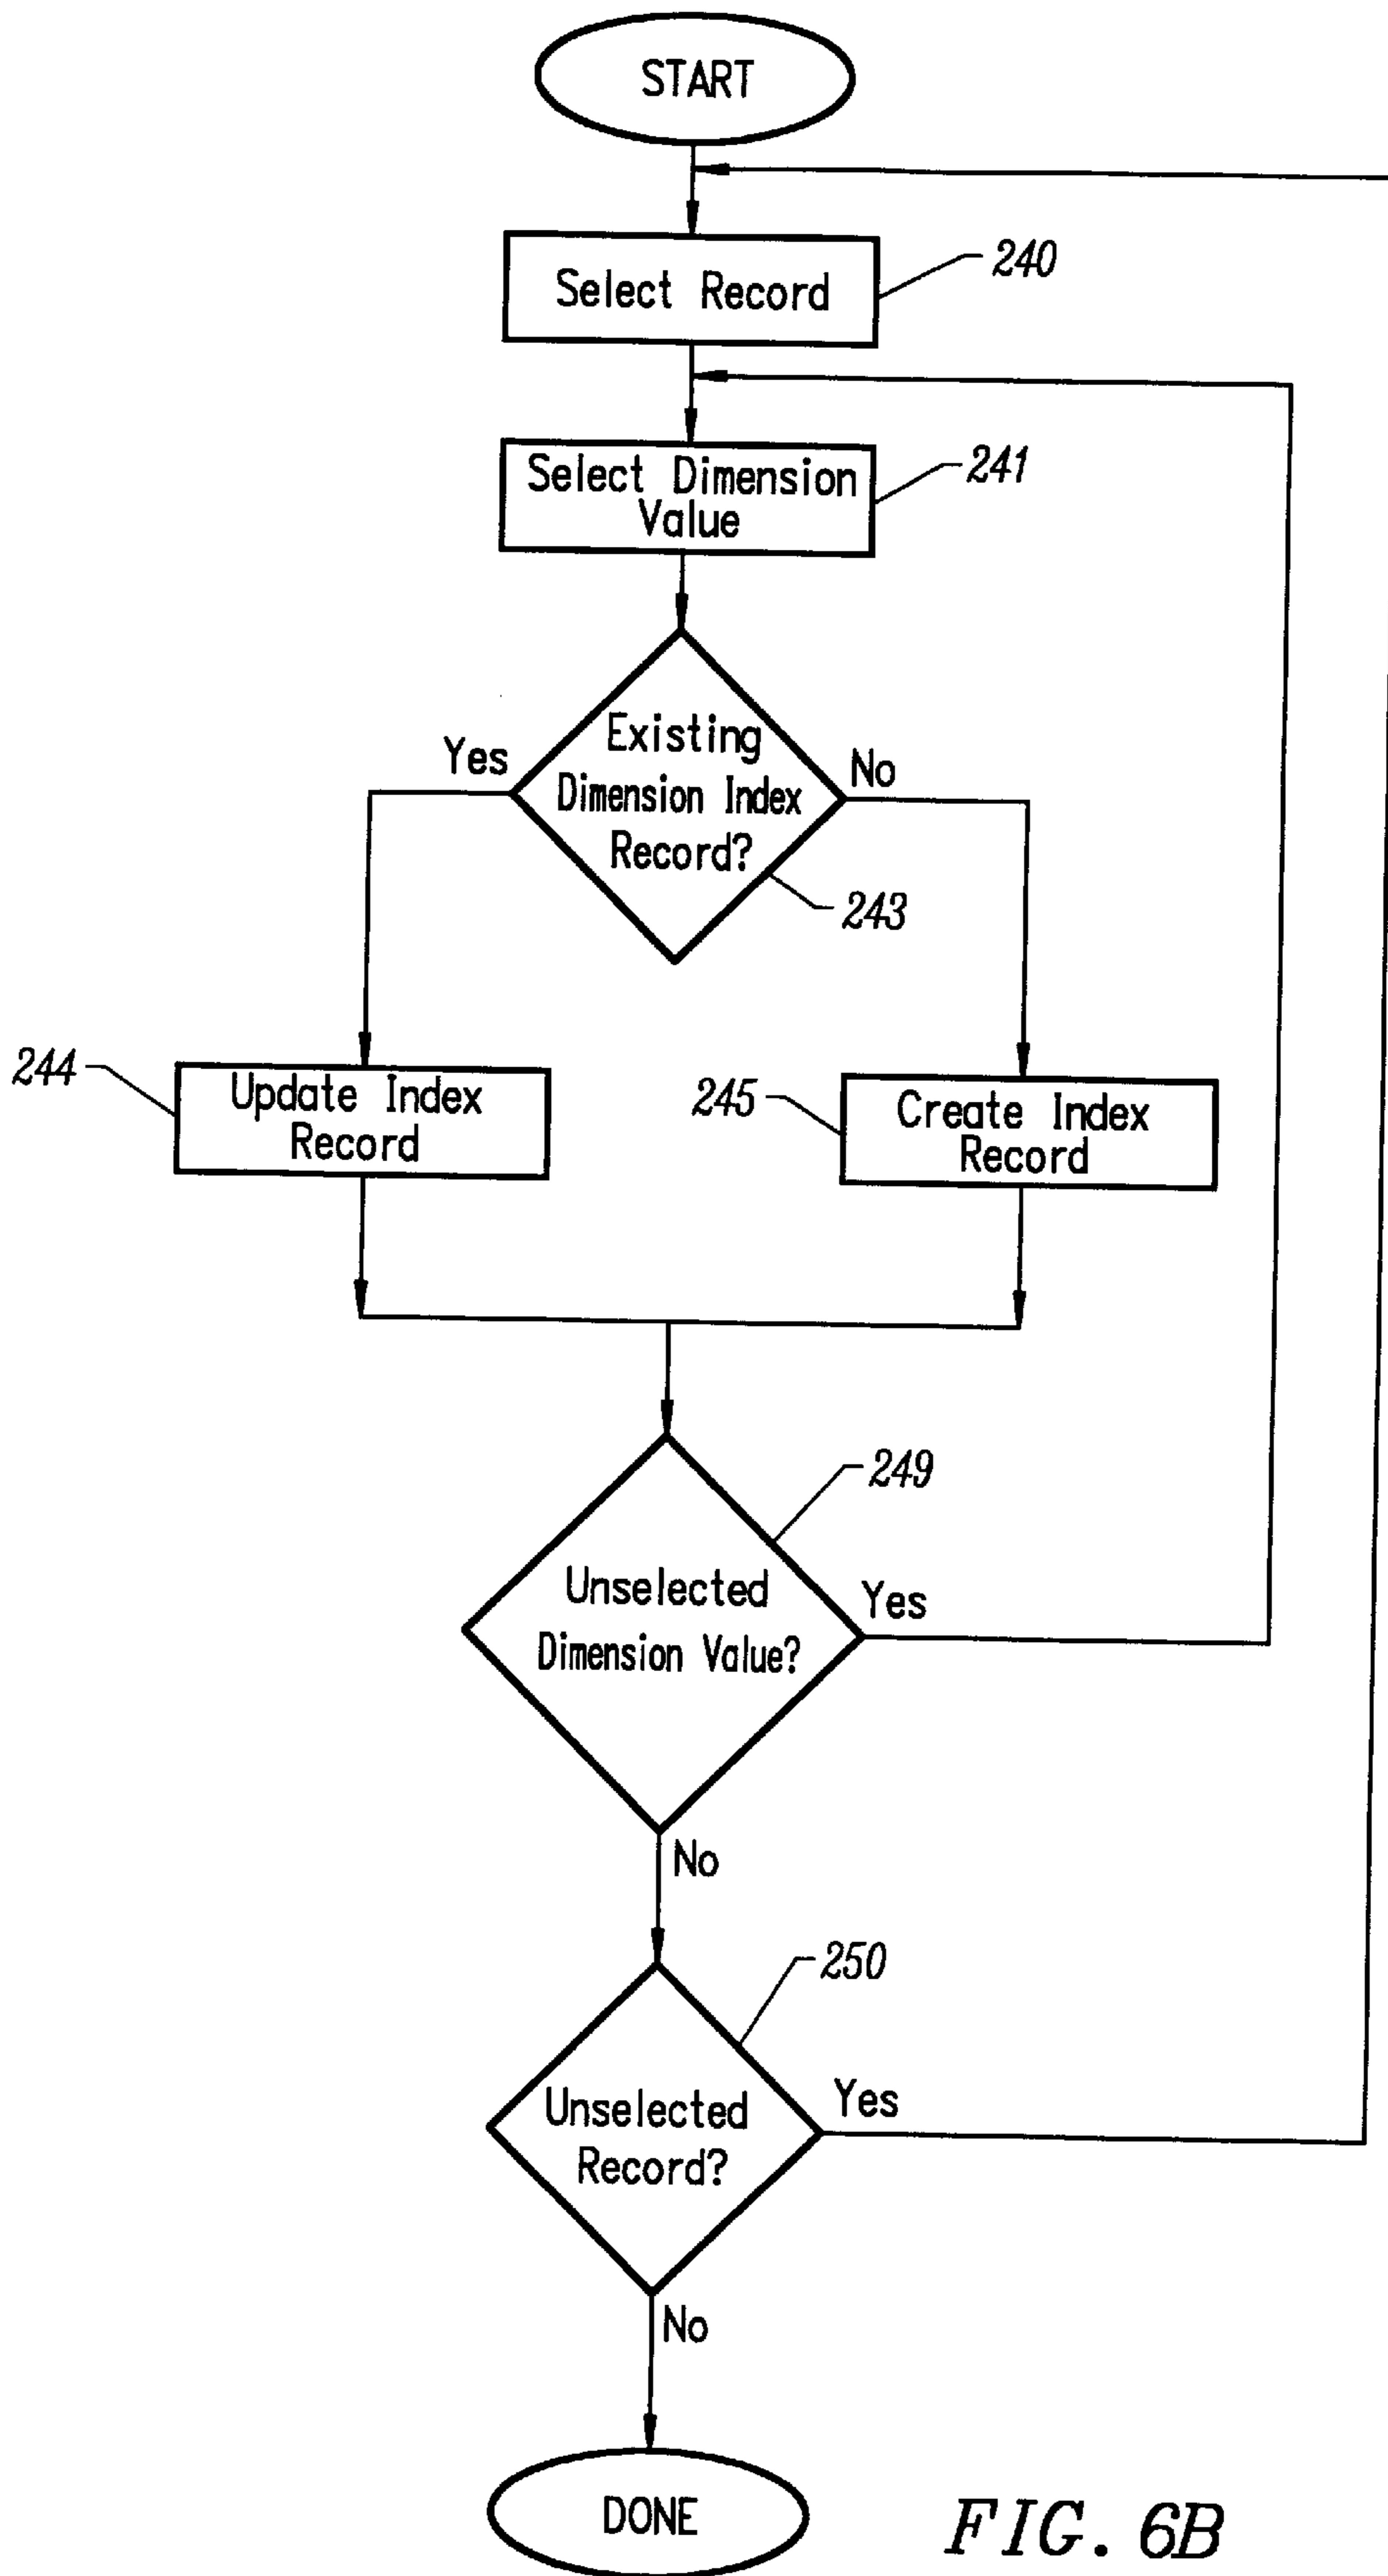 START
Select Record
240
Select Dimension
Value
241
Existing
Dimension Index
Record?
Yes
No
243
244
Update Index
Record
245
Create Index
Record
249
Unselected
Dimension Value?
Yes
No
250
Unselected
Record?
Yes
No
DONE
FIG. 6B